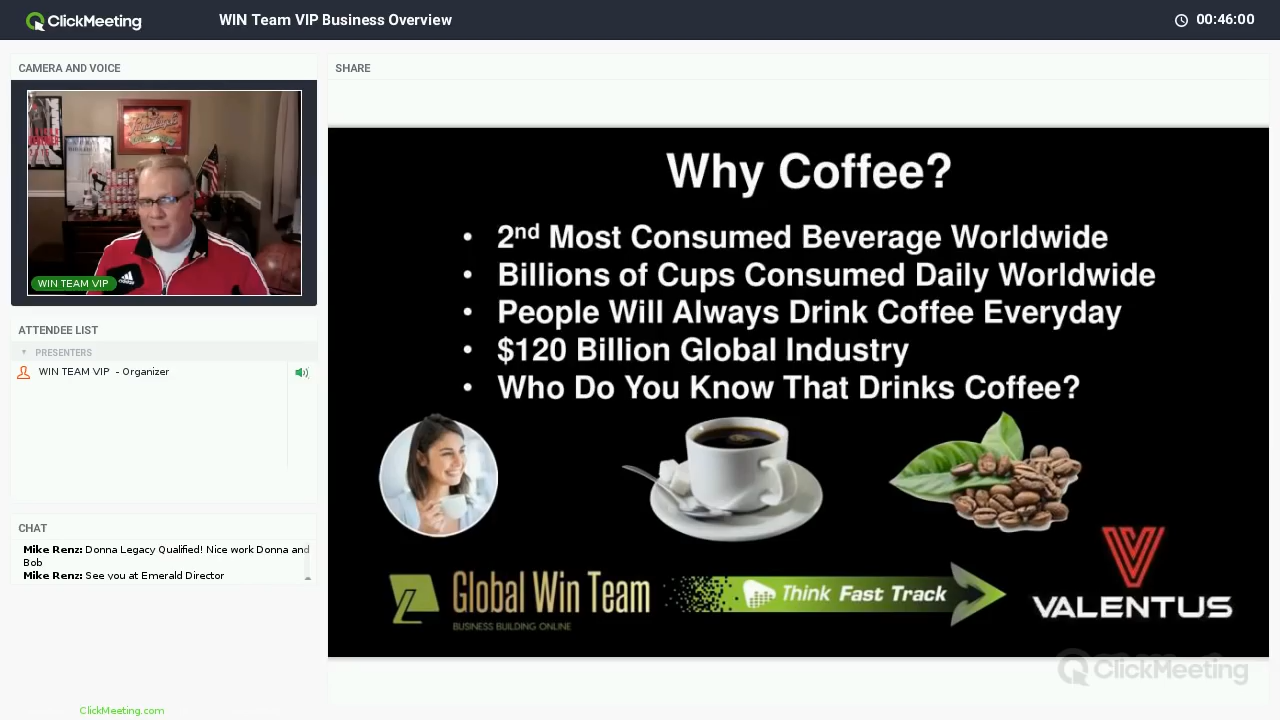 ClickMeeting
WIN Team VIP Business Overview
00:46:00
CAMERA AND VOICE
WIN TEAM VIP
ATTENDEE LIST
PRESENTERS
WIN TEAM VIP - Organizer
CHAT
Mike Renz: Donna Legacy Qualified! Nice work Donna and
Bob
Mike Renz: See you at Emerald Director
ClickMeeting.com
SHARE
Why Coffee?
• 2nd Most Consumed Beverage Worldwide
• Billions of Cups Consumed Daily Worldwide
• People Will Always Drink Coffee Everyday
• $120 Billion Global Industry
• Who Do You Know That Drinks Coffee?
Global Win Team
BUSINESS BUILDING ONLINE
Think Fast Track
VALENTUS
ClickMeeting